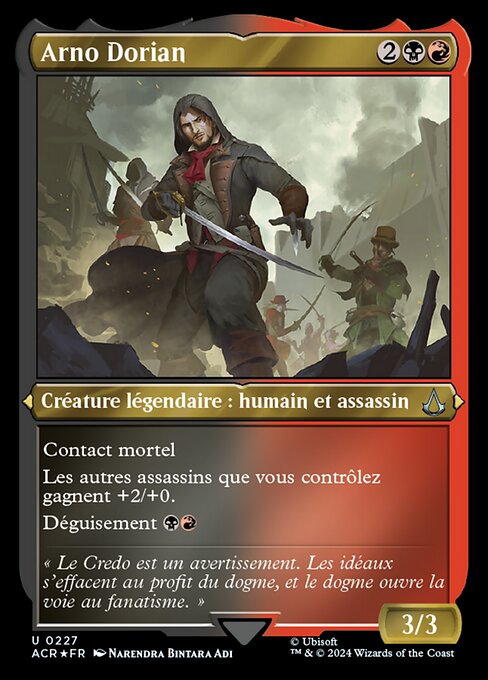 Arno Dorian 2
Créature légendaire : humain et assassin
Contact mortel
Les autres assassins que vous contrôlez
gagnent +2/+0.
Déguisement
« Le Credo est un avertissement. Les idéaux
s'effacent au profit du dogme, et le dogme ouvre la
voie au fanatisme. »
3/3
U 0227
ACR★FR Narendra Bintara Adi
© Ubisoft
™ & © 2024 Wizards of the Coast